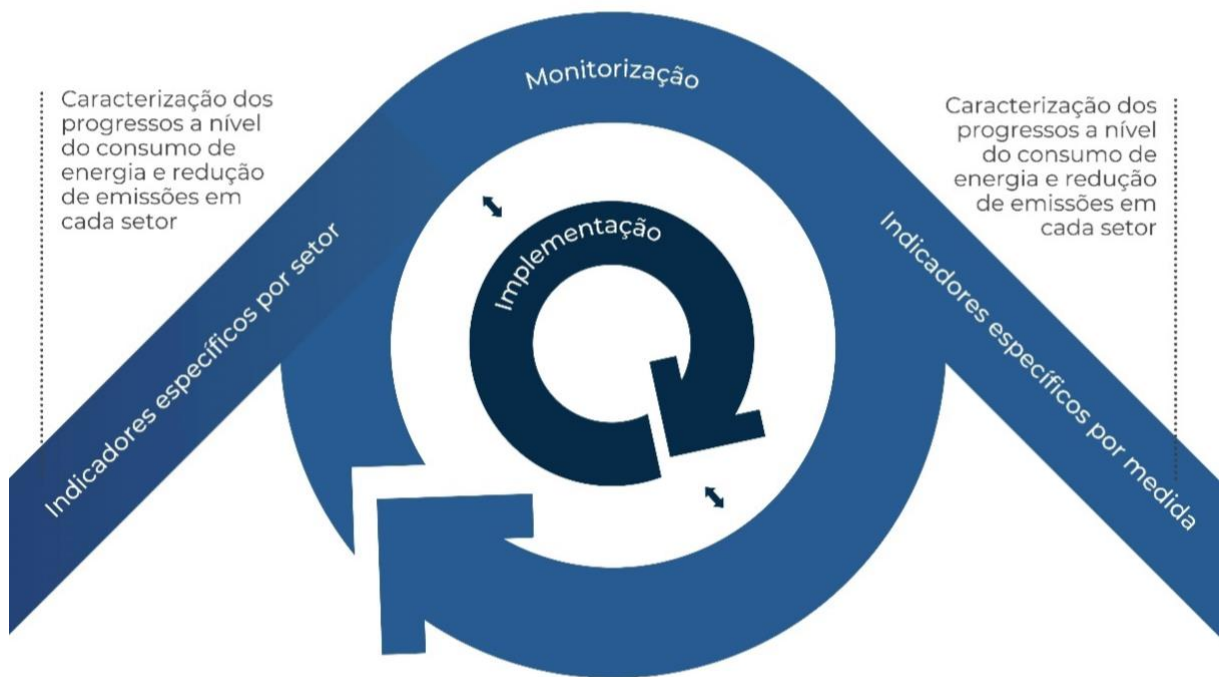 Monitorização
Caracterização dos
progressos a nível
do consumo de
energia e redução
de emissões em
cada setor
Caracterização dos
progressos a nível
do consumo de
energia e redução
de emissões em
cada setor
Implementação
Indicadores específicos por setor
Indicadores específicos por medida